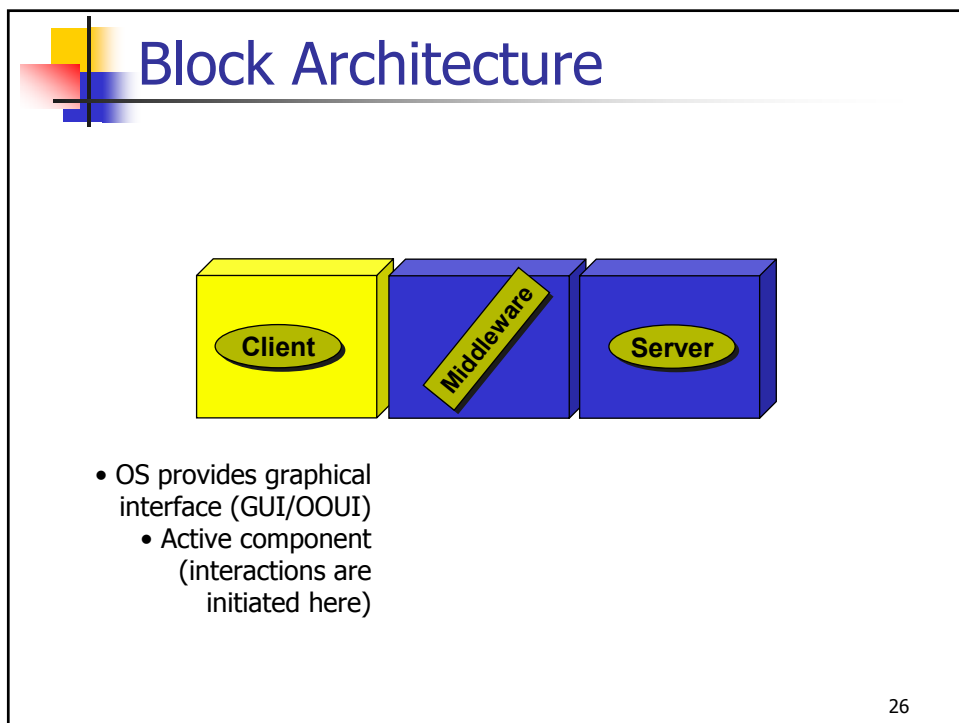 Block Architecture
Client
Middleware
Server
• OS provides graphical
interface (GUI/OOUI)
• Active component
(interactions are
initiated here)
26